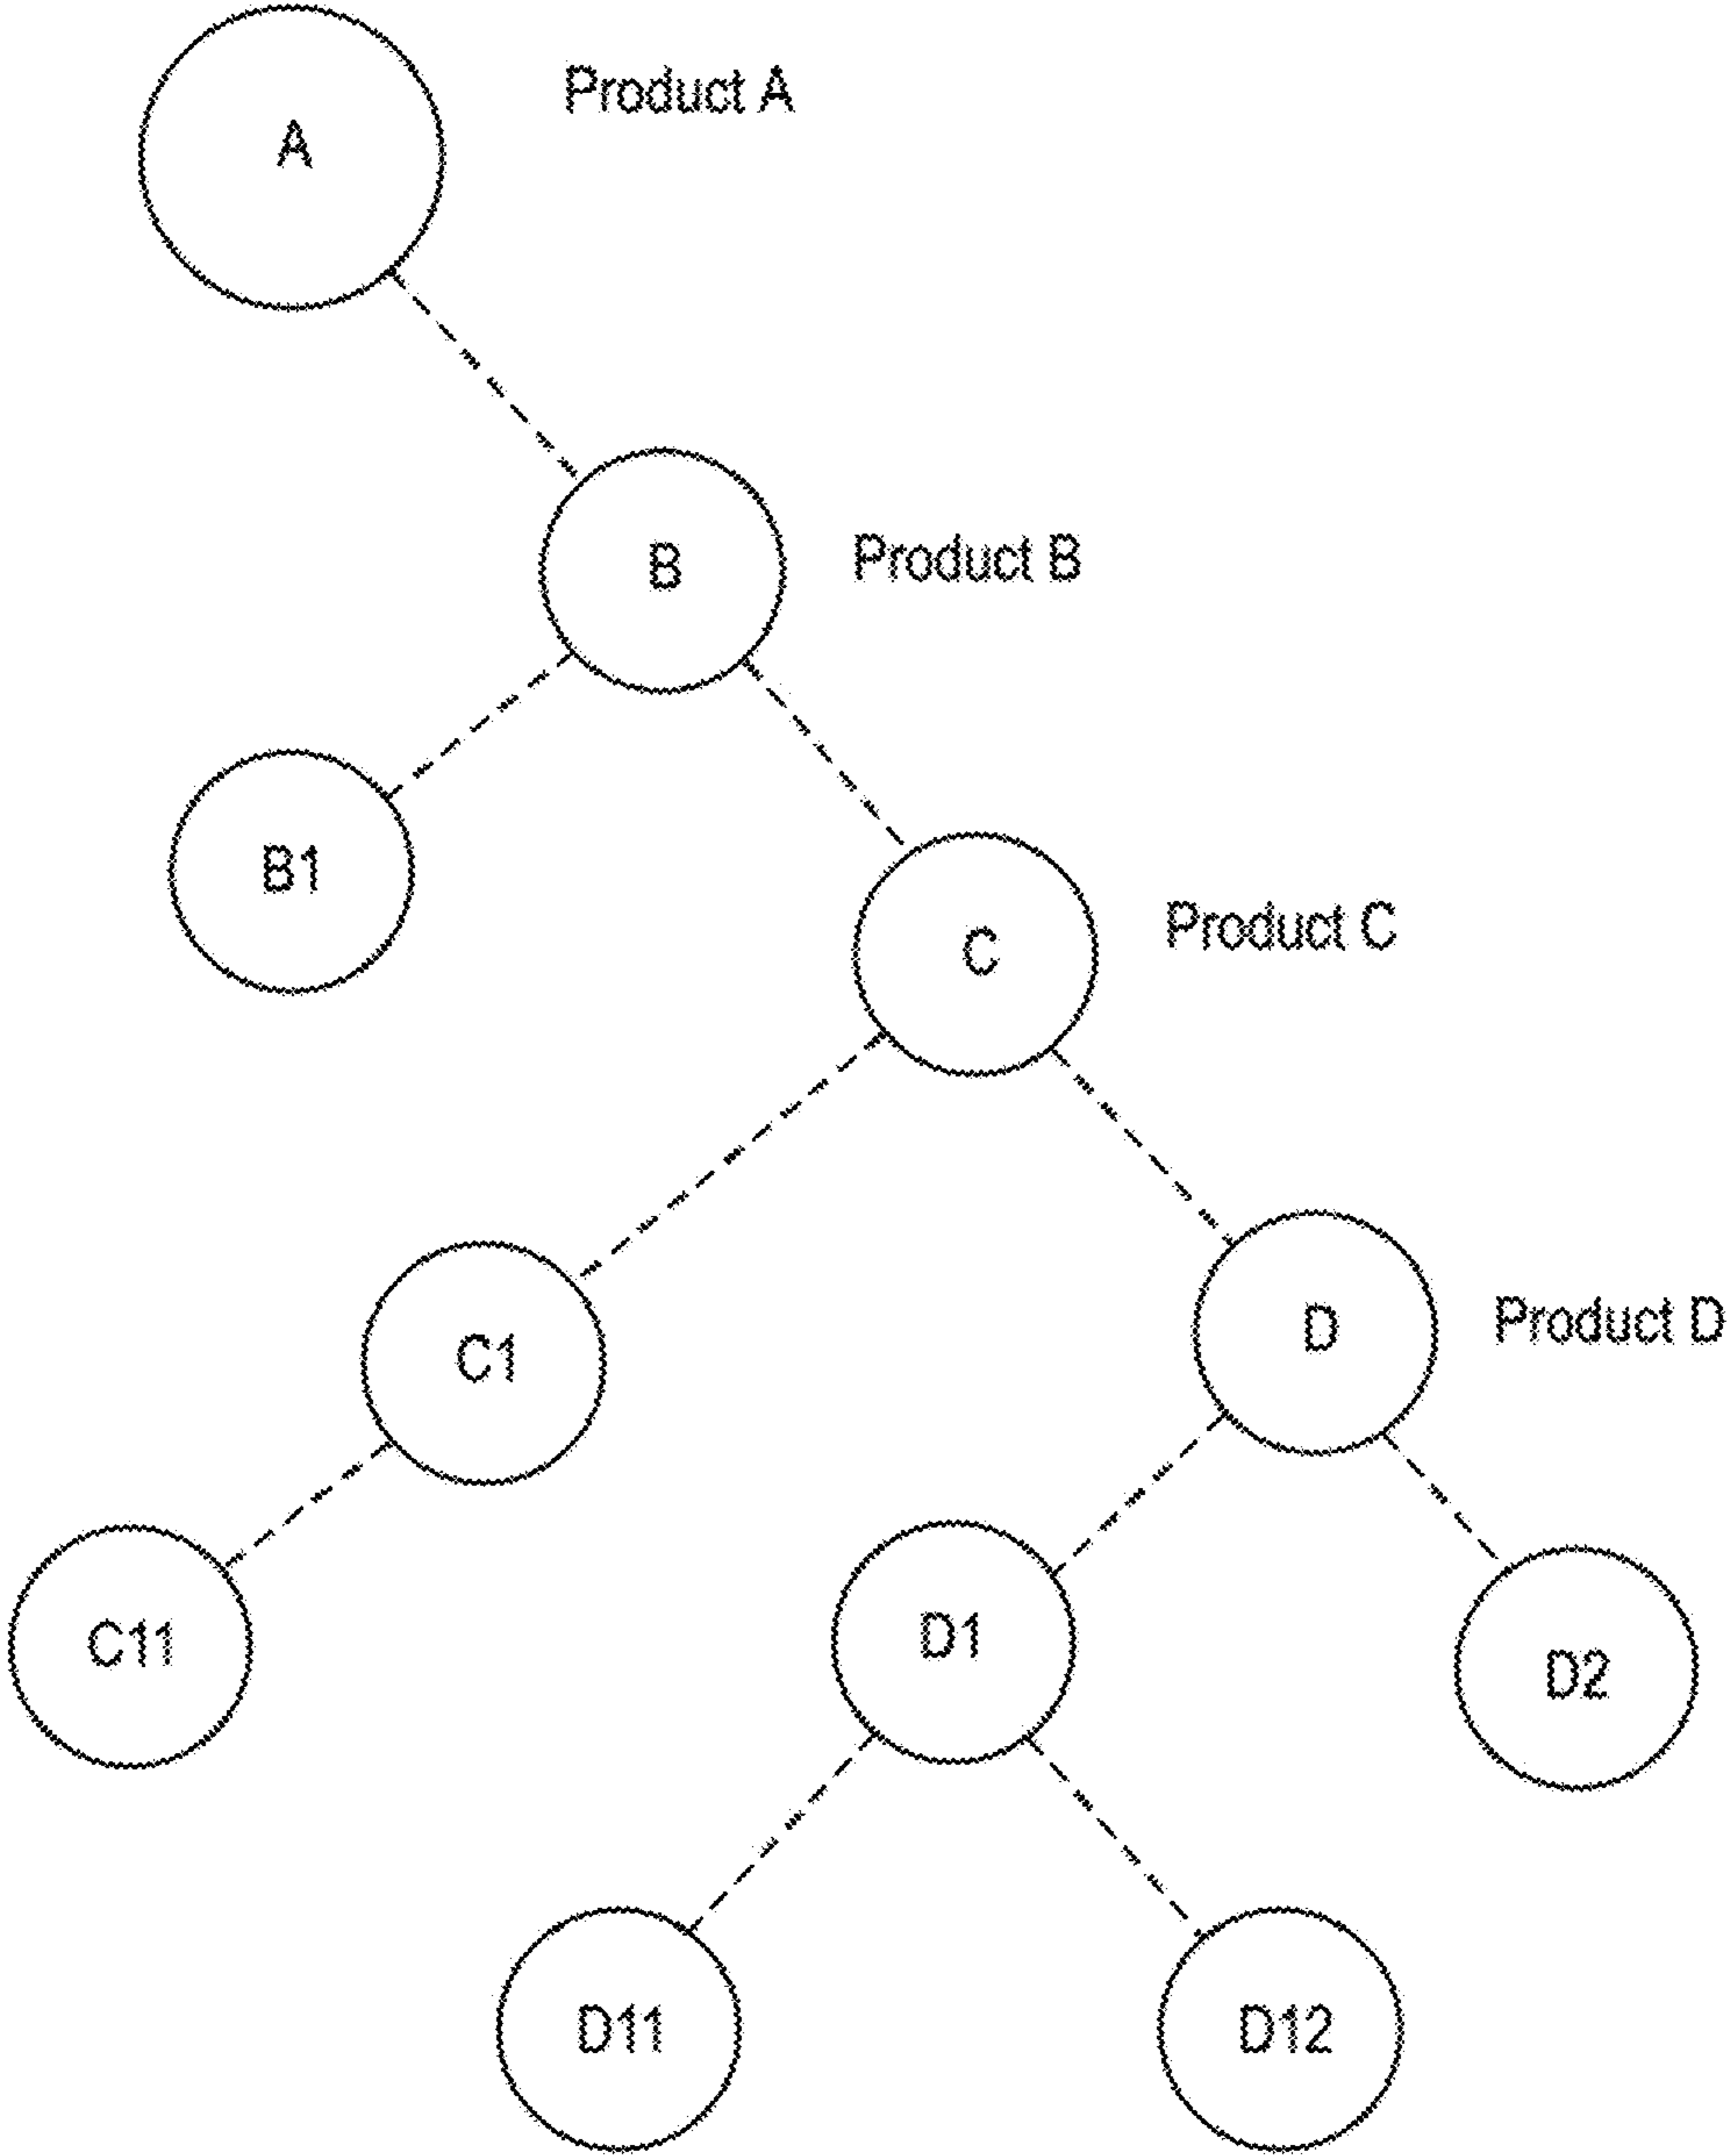 Product A
A
B
Product B
B1
C
Product C
C1
D
Product D
C11
D1
D2
D11
D12